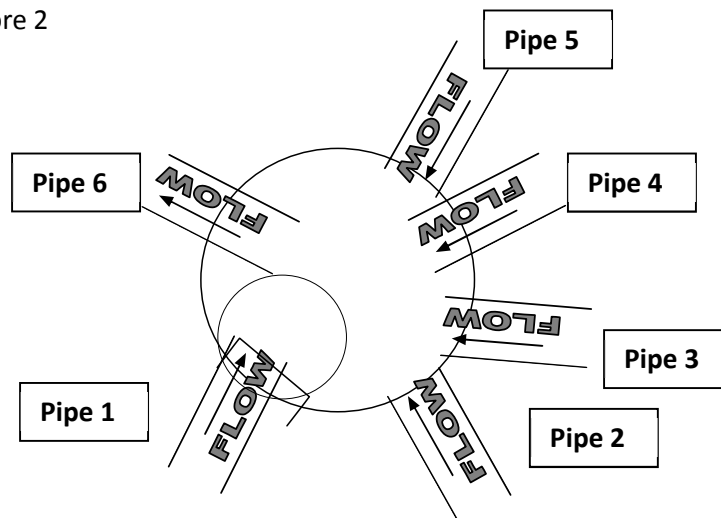 ore 2
Pipe 5
FLOW
Pipe 6
FLOW
Pipe 4
FLOW
FLOW
Pipe 3
Pipe 1
FLOW
FLOW
Pipe 2